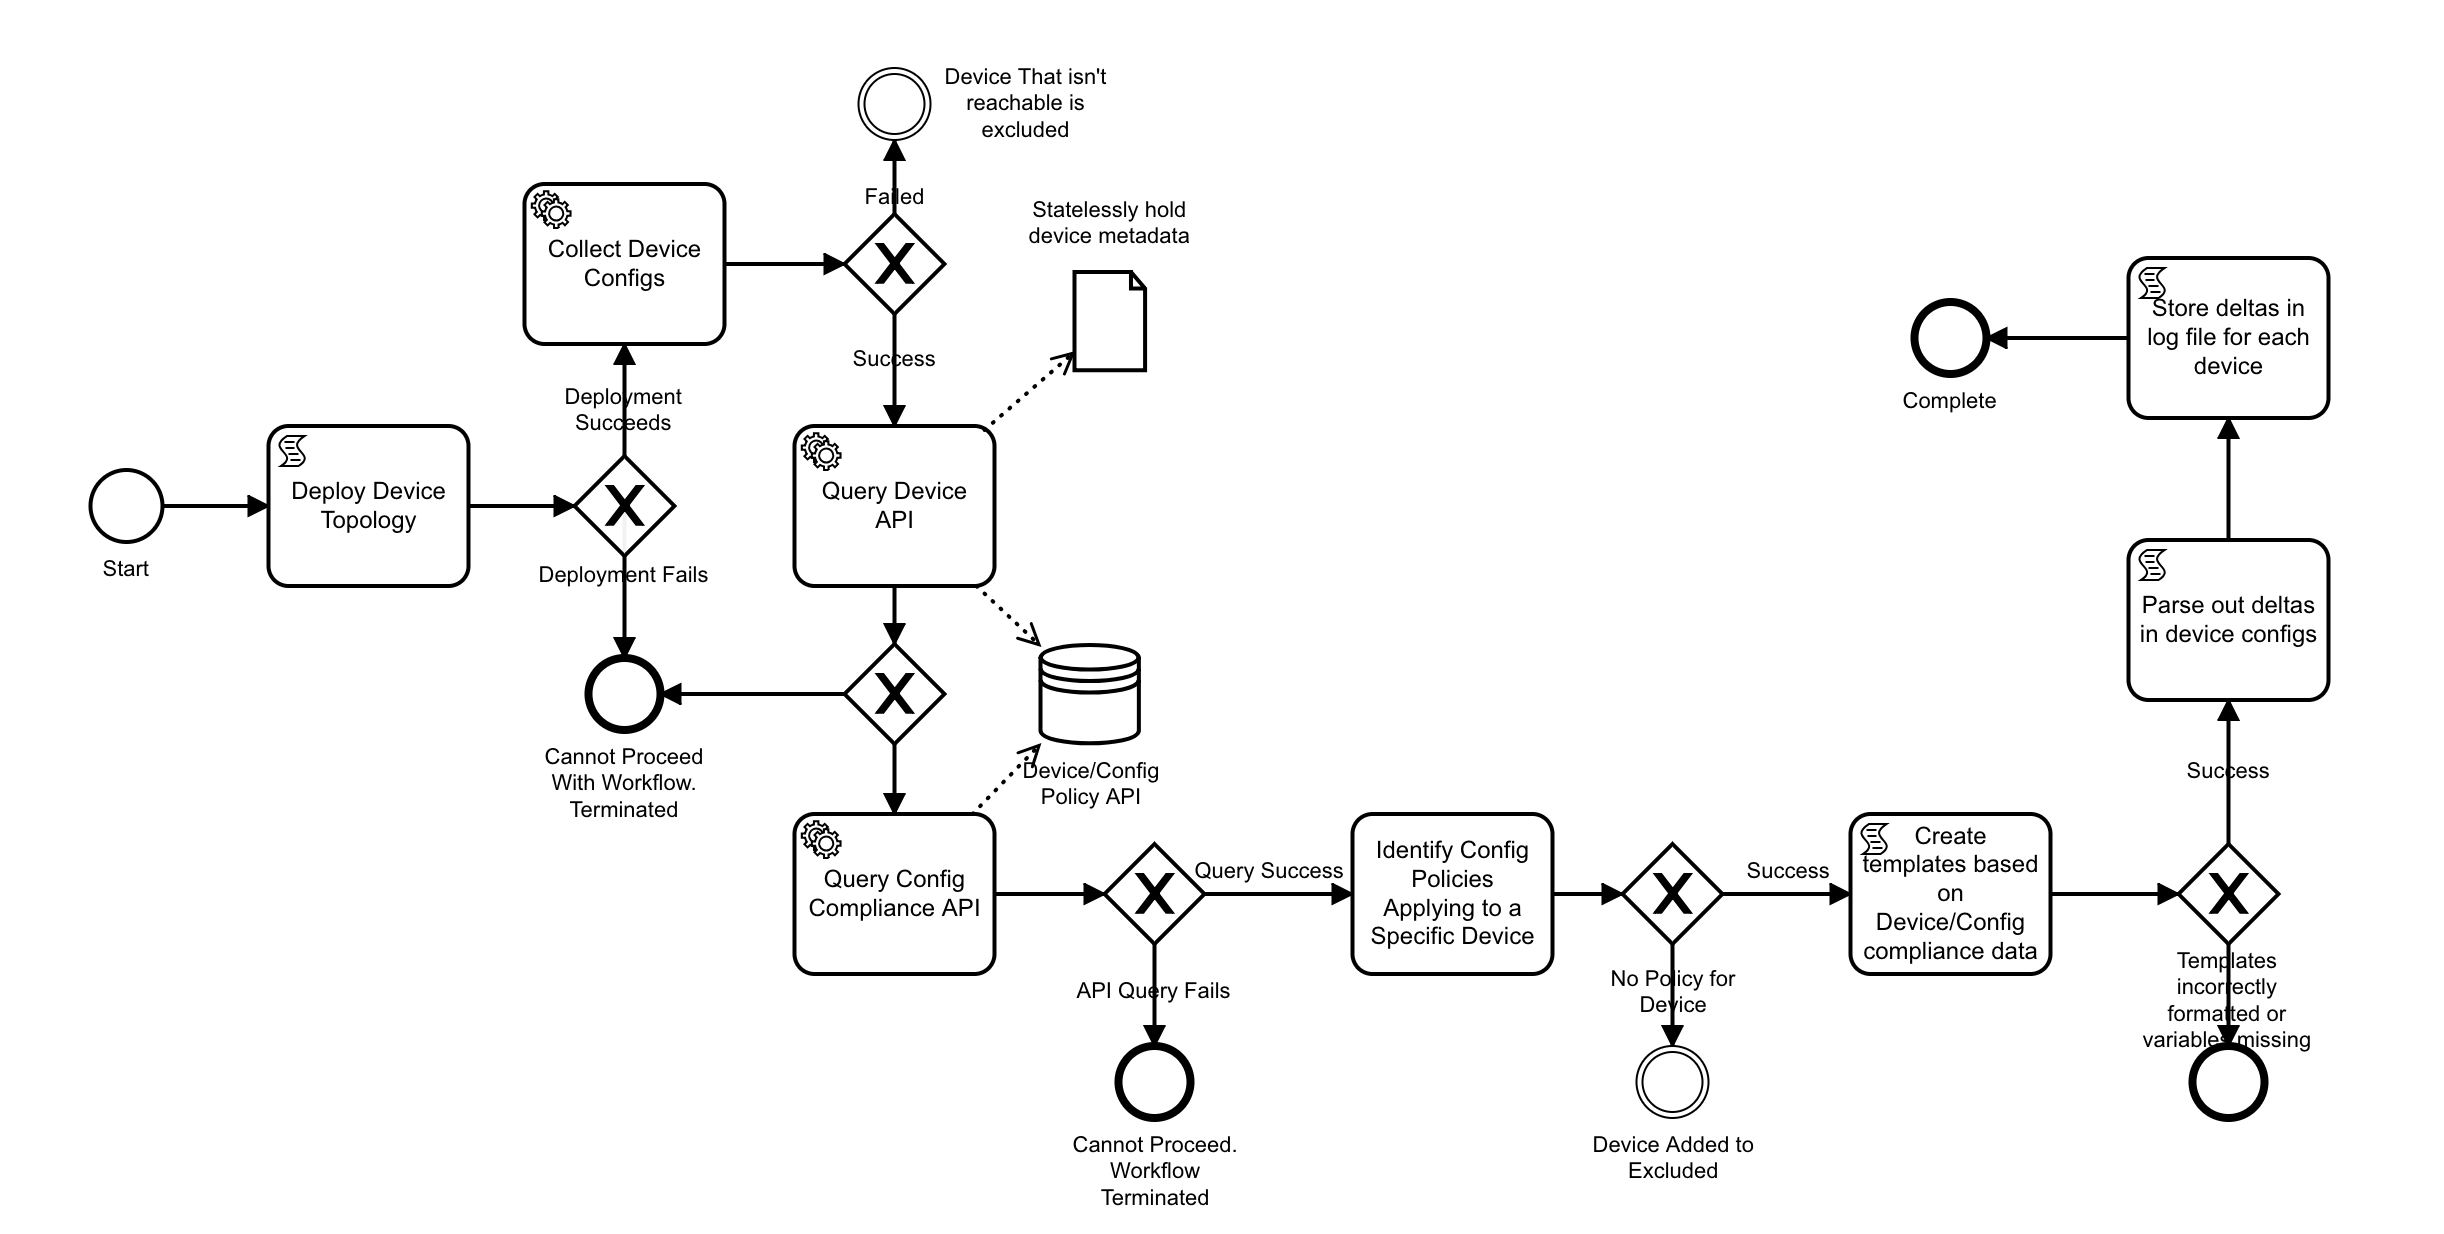 Device That isn't
reachable is
excluded
Failed
Statelessly hold
device metadata
Collect Device
Configs
Success
Deployment
Succeeds
Start
Deploy Device
Topology
Deployment Fails
Query Device
API
Cannot Proceed
With Workflow.
Terminated
Device/Config
Policy API
Query Config
Compliance API
Query Success
API Query Fails
Cannot Proceed.
Workflow
Terminated
Identify Config
Policies
Applying to a
Specific Device
No Policy for
Device
Device Added to
Excluded
Success
Create
templates based
on
Device/Config
compliance data
Templates
incorrectly
formatted or
variables missing
Success
Parse out deltas
in device configs
Store deltas in
log file for each
device
Complete